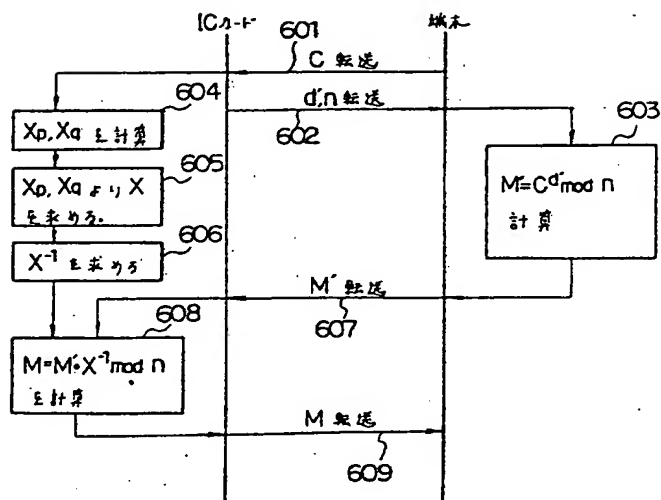 ICカード
端末
601
C 転送
604
d',n 転送
602
603
Xp,Xq を計算
605
Xp,Xq より X
を求める。
M'=C^d' mod n
計算
606
X⁻¹ を求める
M' 転送
607
608
M=M'・X⁻¹ mod n
を計算
M 転送
609